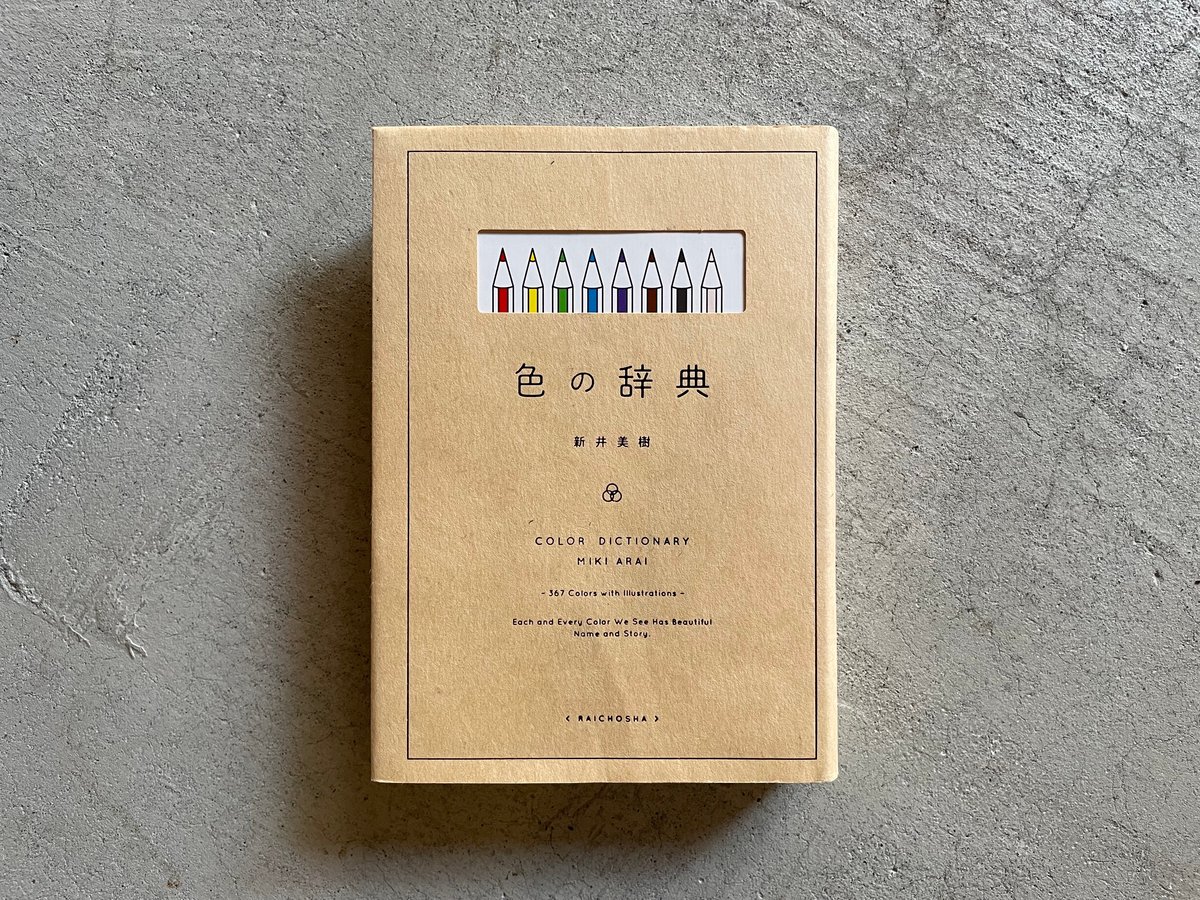 色の辞典
新井美樹
COLOR DICTIONARY
MIKI ARAI
- 367 Colors with Illustrations -
Each and Every Color We See Has Beautiful
Name and Story.
< RAICHOSHA >